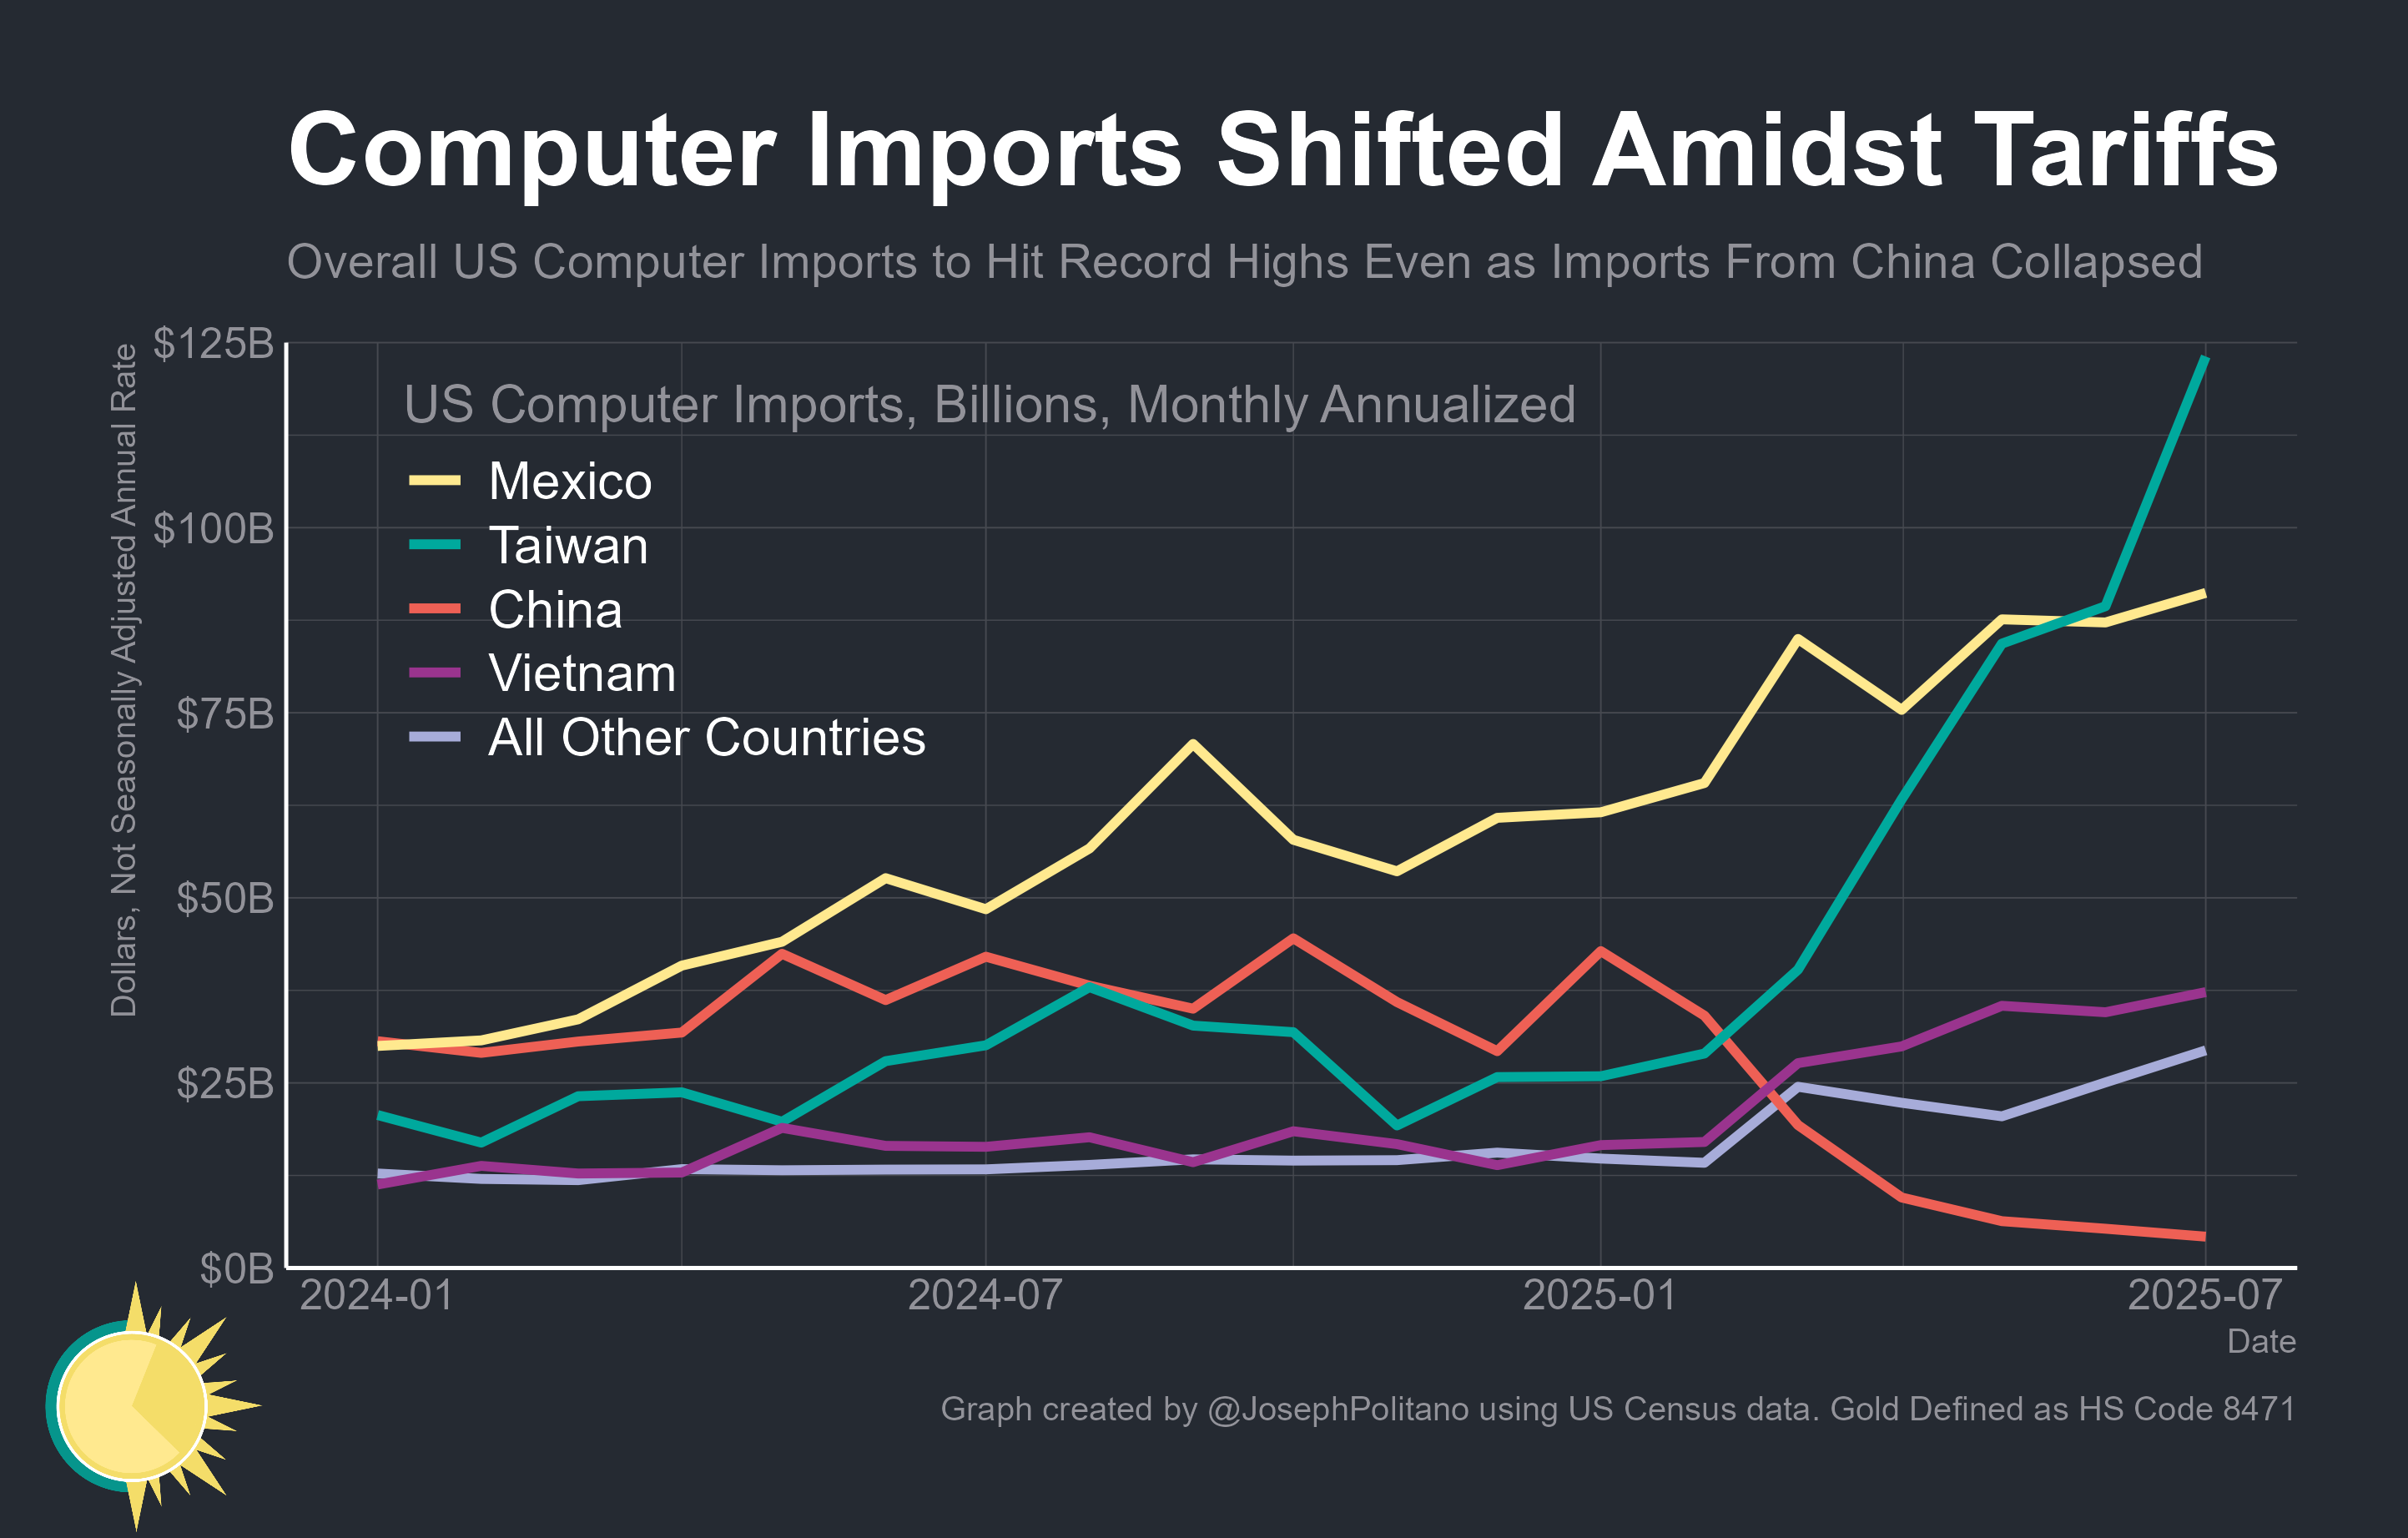 Computer Imports Shifted Amidst Tariffs
Overall US Computer Imports to Hit Record Highs Even as Imports From China Collapsed
Dollars, Not Seasonally Adjusted Annual Rate
$125B
$100B
$75B
$50B
$25B
$0B
US Computer Imports, Billions, Monthly Annualized
Mexico
Taiwan
China
Vietnam
All Other Countries
2024-01
2024-07
2025-01
2025-07
Date
Graph created by @JosephPolitano using US Census data. Gold Defined as HS Code 8471